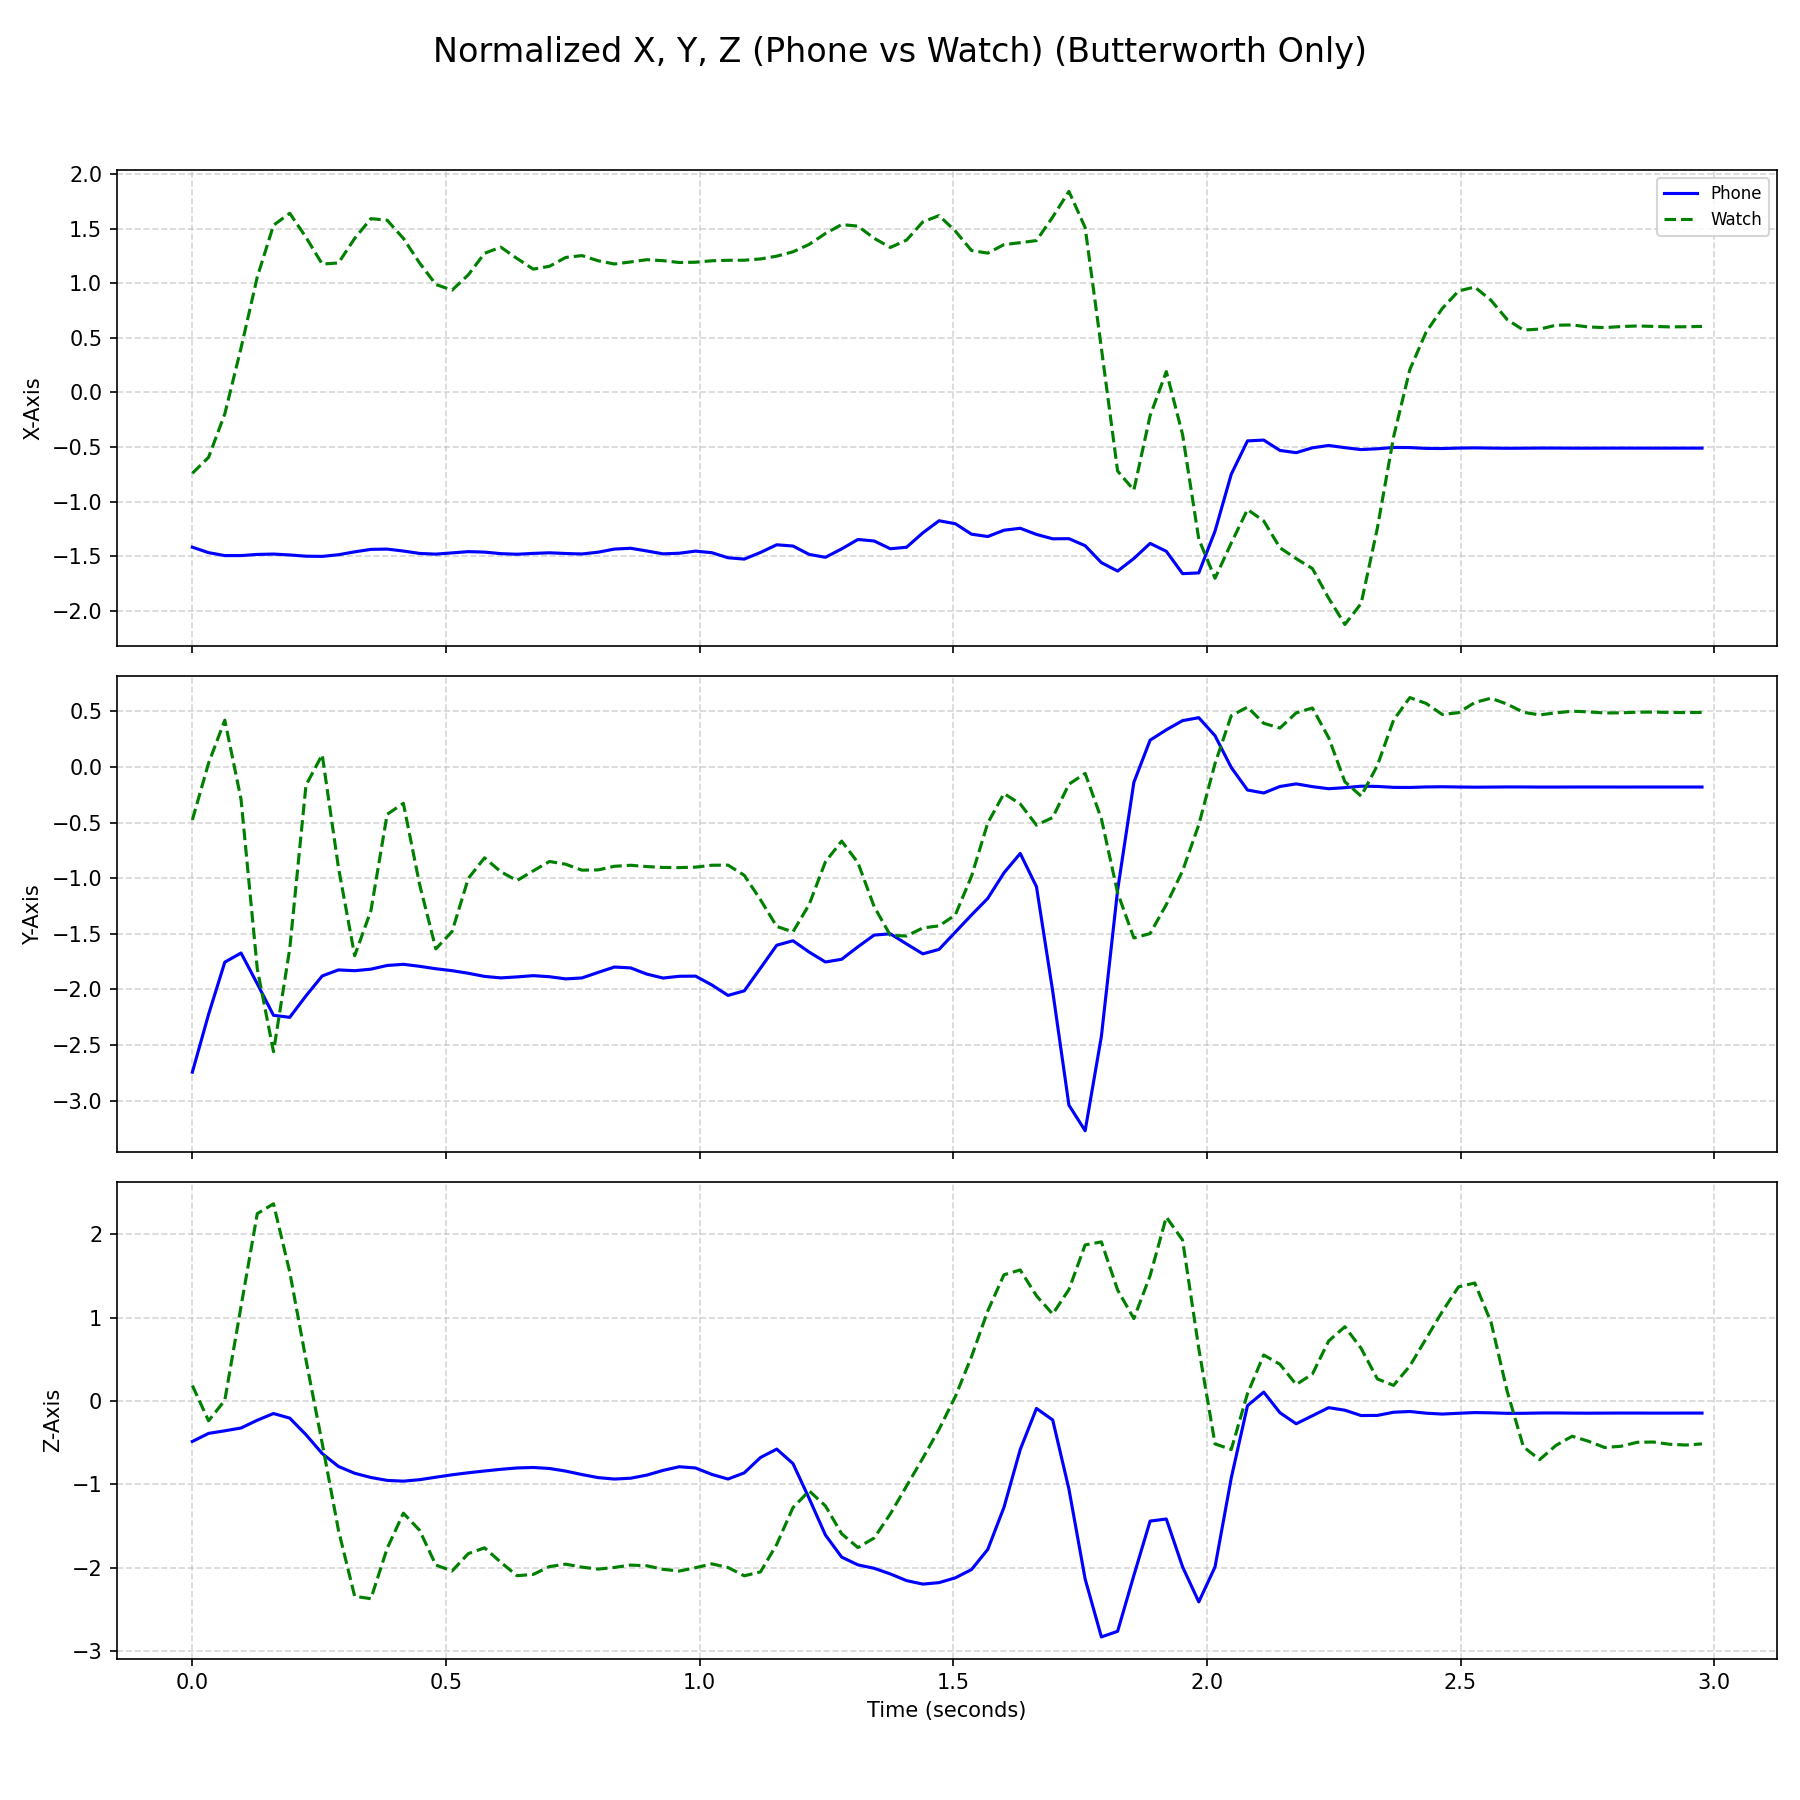 Normalized X, Y, Z (Phone vs Watch) (Butterworth Only)
Phone
Watch
X-Axis
2.0
1.5
1.0
0.5
0.0
−0.5
−1.0
−1.5
−2.0
Y-Axis
0.5
0.0
−0.5
−1.0
−1.5
−2.0
−2.5
−3.0
Z-Axis
2
1
0
−1
−2
−3
0.0 0.5 1.0 1.5 2.0 2.5 3.0
Time (seconds)